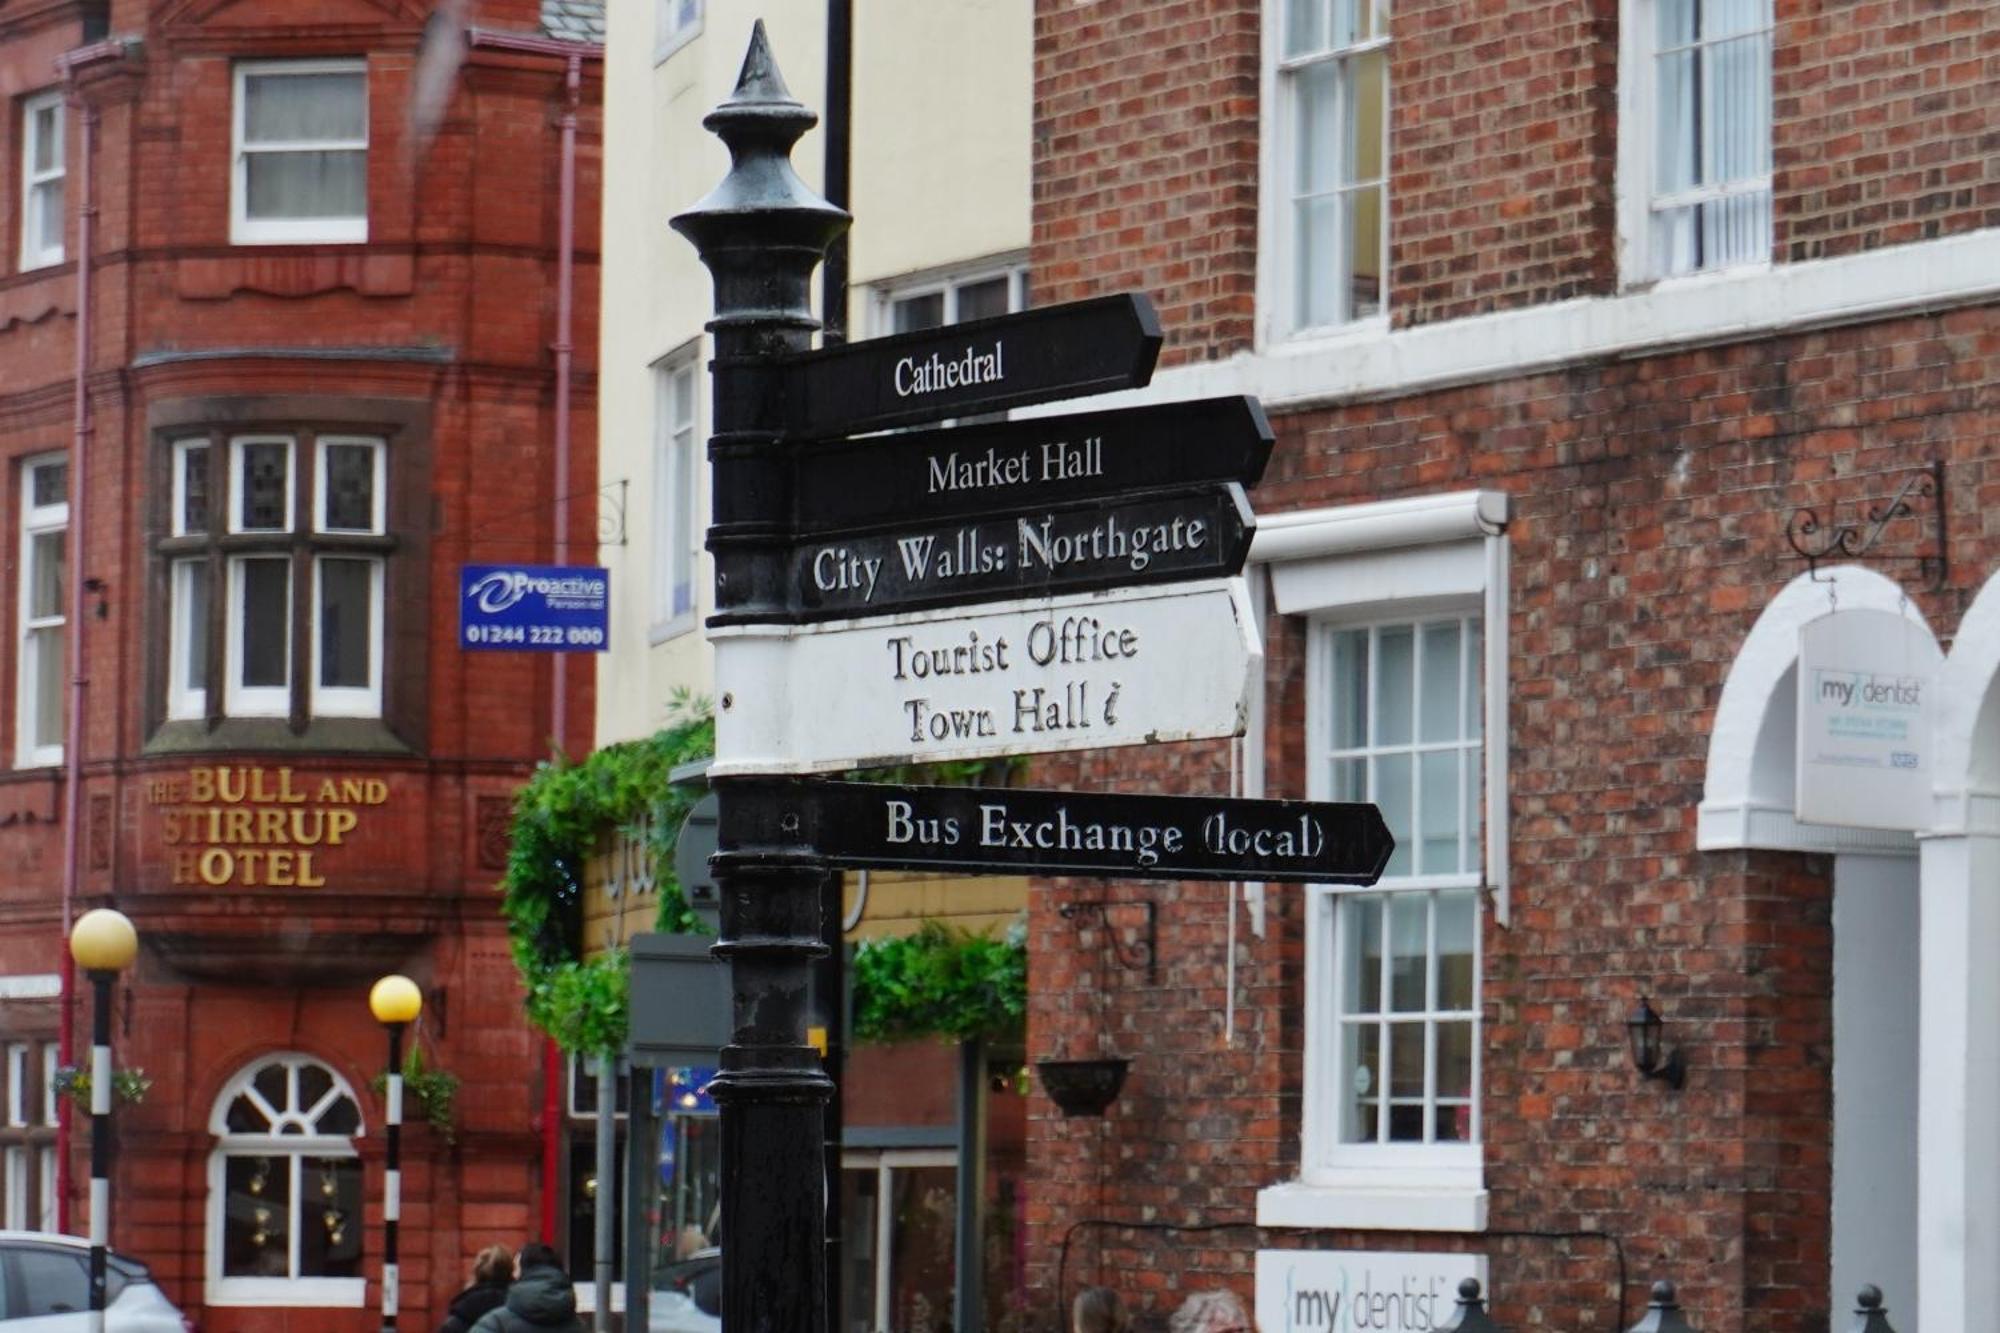 Cathedral
Market Hall
City Walls: Northgate
Tourist Office
Town Hall i
Bus Exchange (local)
Proactive
Personnel
01244 222 000
THE BULL AND
STIRRUP
HOTEL
{my}dentist
NHS
{my}dentist